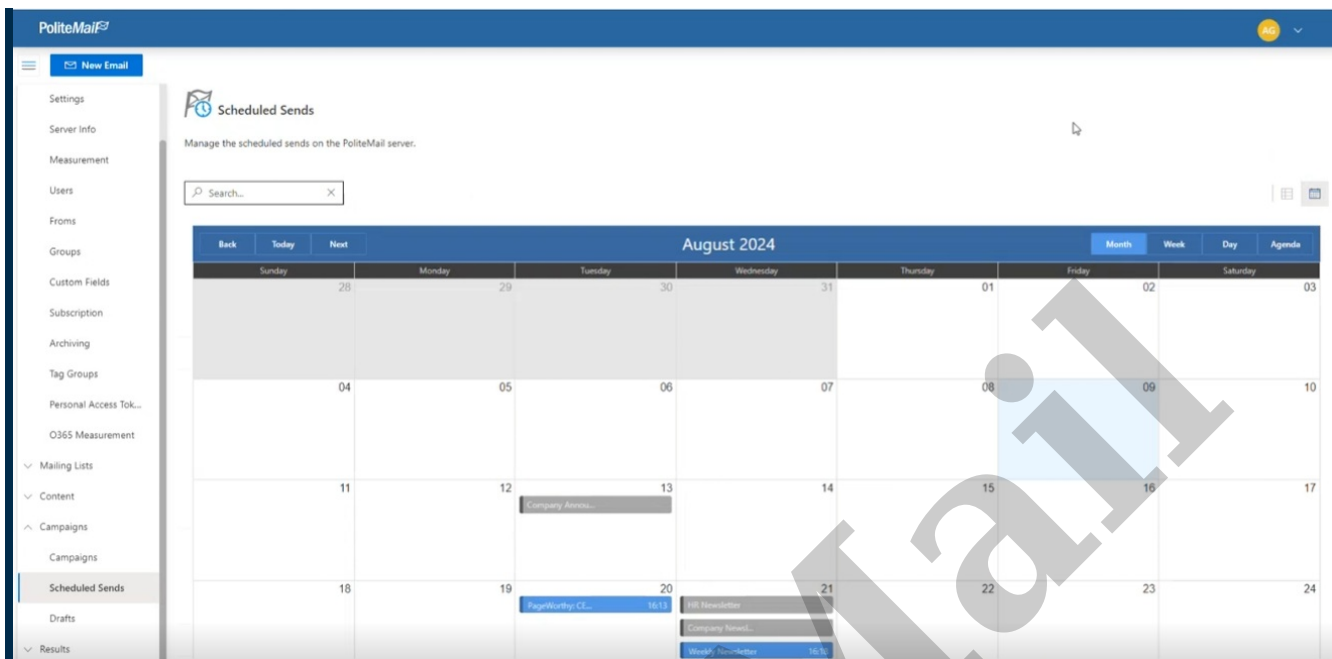 PoliteMail
AG
New Email
Settings
Server Info
Measurement
Users
Froms
Groups
Custom Fields
Subscription
Archiving
Tag Groups
Personal Access Tok...
O365 Measurement
Mailing Lists
Content
Campaigns
Campaigns
Scheduled Sends
Drafts
Results
Scheduled Sends
Manage the scheduled sends on the PoliteMail server.
Search...
Back Today Next August 2024 Month Week Day Agenda
Sunday Monday Tuesday Wednesday Thursday Friday Saturday
28 29 30 31 01 02 03
04 05 06 07 08 09 10
11 12 13 14 15 16 17
Company Annou...
18 19 20 21 22 23 24
PageWorthy: CE... 16:13 HR Newsletter
Company Newsl...
Weekly Newsletter
Mail